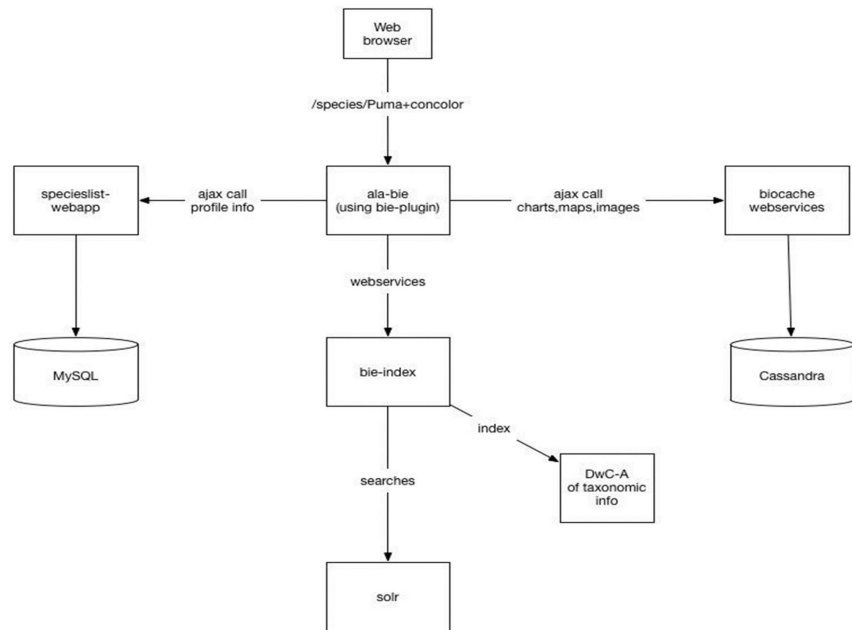 Web
browser
/species/Puma+concolor
specieslist-
webapp
ajax call
profile info
ala-bie
(using bie-plugin)
ajax call
charts,maps,images
biocache
webservices
webservices
MySQL
bie-index
Cassandra
index
DwC-A
of taxonomic
info
searches
solr